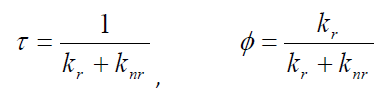 τ = 1 / (k_r + k_nr) , ϕ = k_r / (k_r + k_nr)